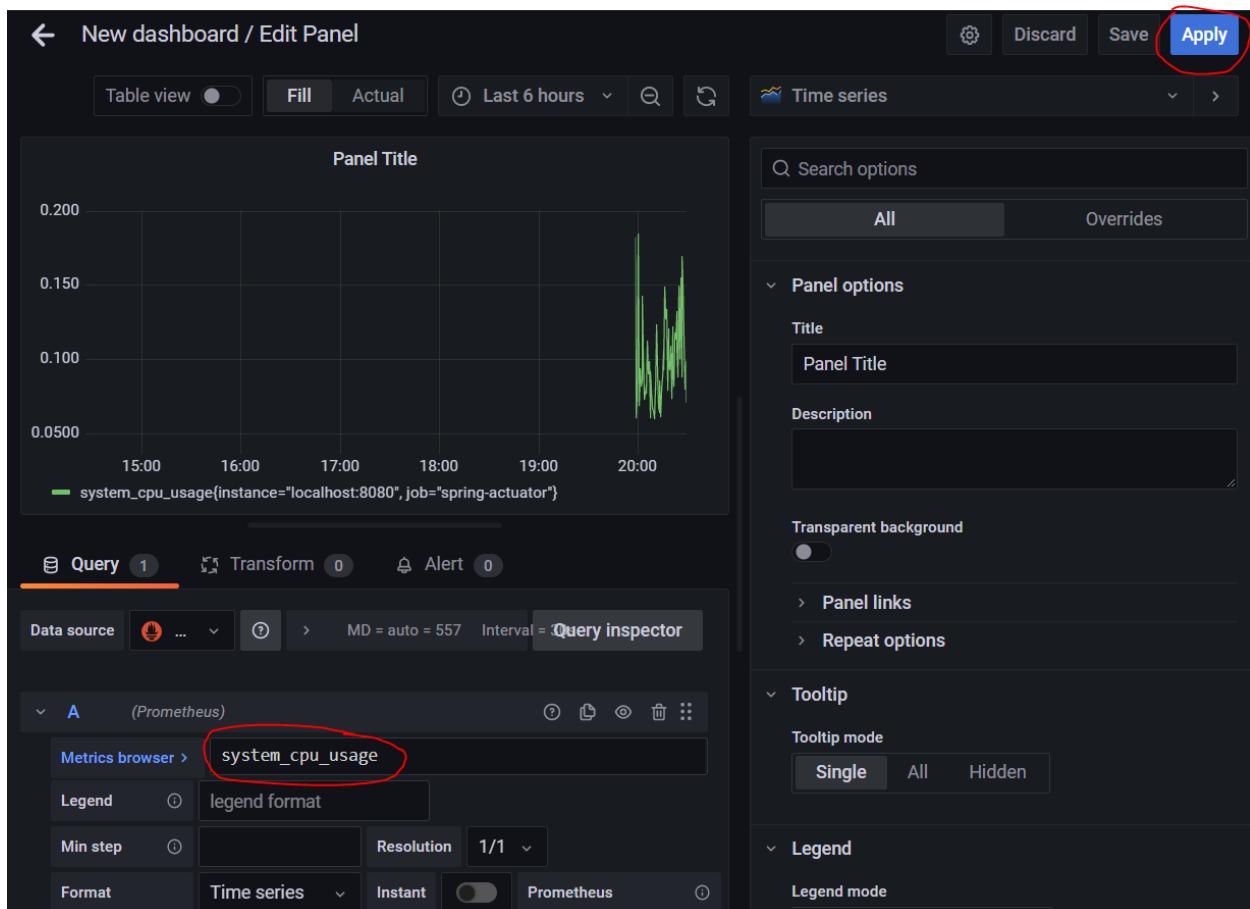 New dashboard / Edit Panel
Discard
Save
Apply
Table view
Fill
Actual
Last 6 hours
Time series
Panel Title
0.200
0.150
0.100
0.0500
15:00 16:00 17:00 18:00 19:00 20:00
system_cpu_usage{instance="localhost:8080", job="spring-actuator"}
Query 1
Transform 0
Alert 0
Data source
...
MD = auto = 557
Interval =
Query inspector
A (Prometheus)
Metrics browser >
system_cpu_usage
Legend
legend format
Min step
Resolution
1/1
Format
Time series
Instant
Prometheus
Search options
All
Overrides
Panel options
Title
Panel Title
Description
Transparent background
Panel links
Repeat options
Tooltip
Tooltip mode
Single
All
Hidden
Legend
Legend mode